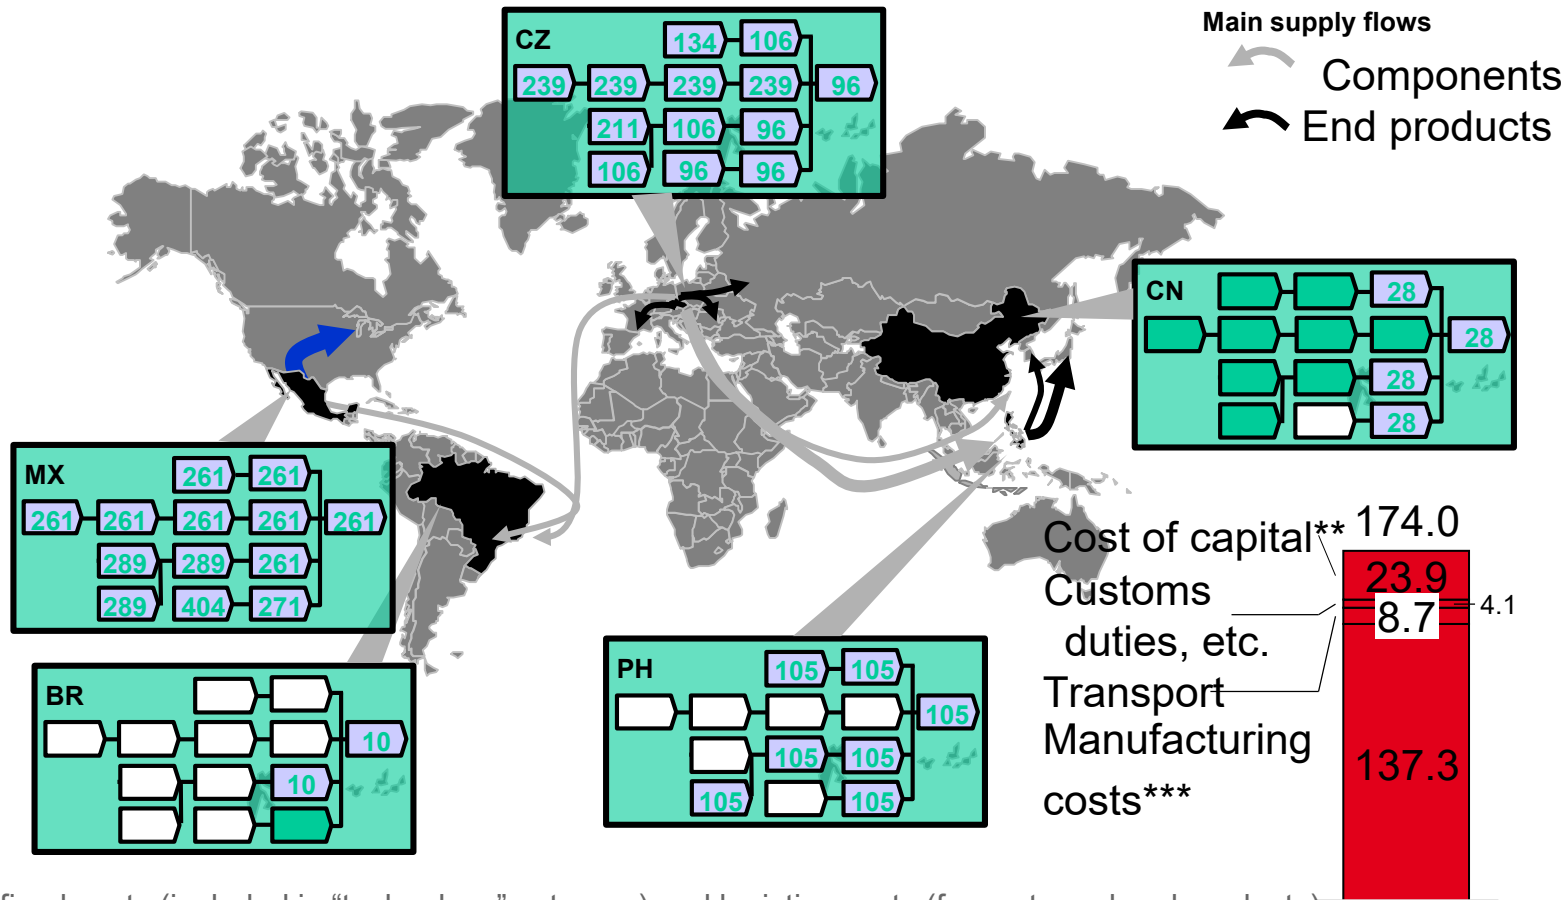 Main supply flows
Components
End products
CZ
134 106
239 239 239 239 96
211 106 96
106 96 96
CN
28
28
28
28
MX
261 261
261 261 261 261 261
289 289 261
289 404 271
BR
10
10
PH
105 105
105
105 105
105 105
Cost of capital** 174.0
23.9
Customs
duties, etc.
4.1
8.7
Transport
Manufacturing
costs***
137.3